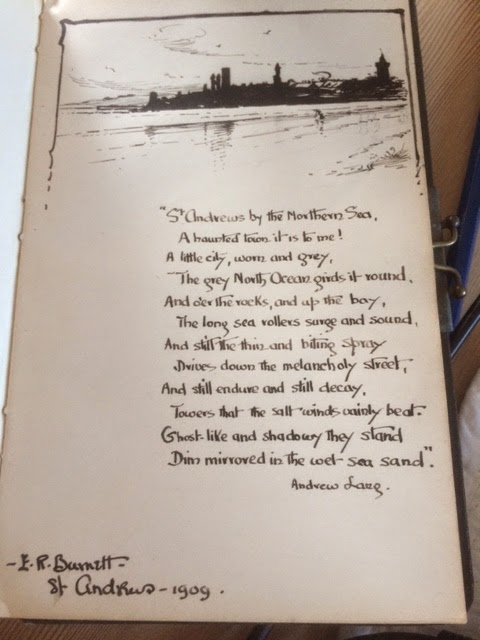 "St Andrews by the Northern Sea,
A haunted town it is to me!
A little city, worn and grey,
The grey North Ocean girds it round.
And o'er the rocks, and up the bay,
The long sea rollers surge and sound,
And still the thin and biting spray
Drives down the melancholy street,
And still endure and still decay,
Towers that the salt winds vainly beat.
Ghost-like and shadowy they stand
Dim mirrored in the wet sea sand".
Andrew Lang.
- E. R. Burnett -
St Andrews - 1909.